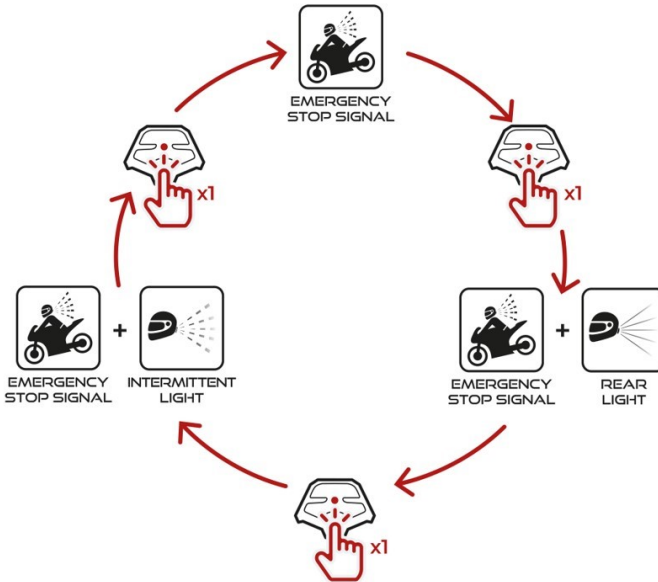 EMERGENCY
STOP SIGNAL
x1
x1
+
+
EMERGENCY
STOP SIGNAL
INTERMITTENT
LIGHT
EMERGENCY
STOP SIGNAL
REAR
LIGHT
x1